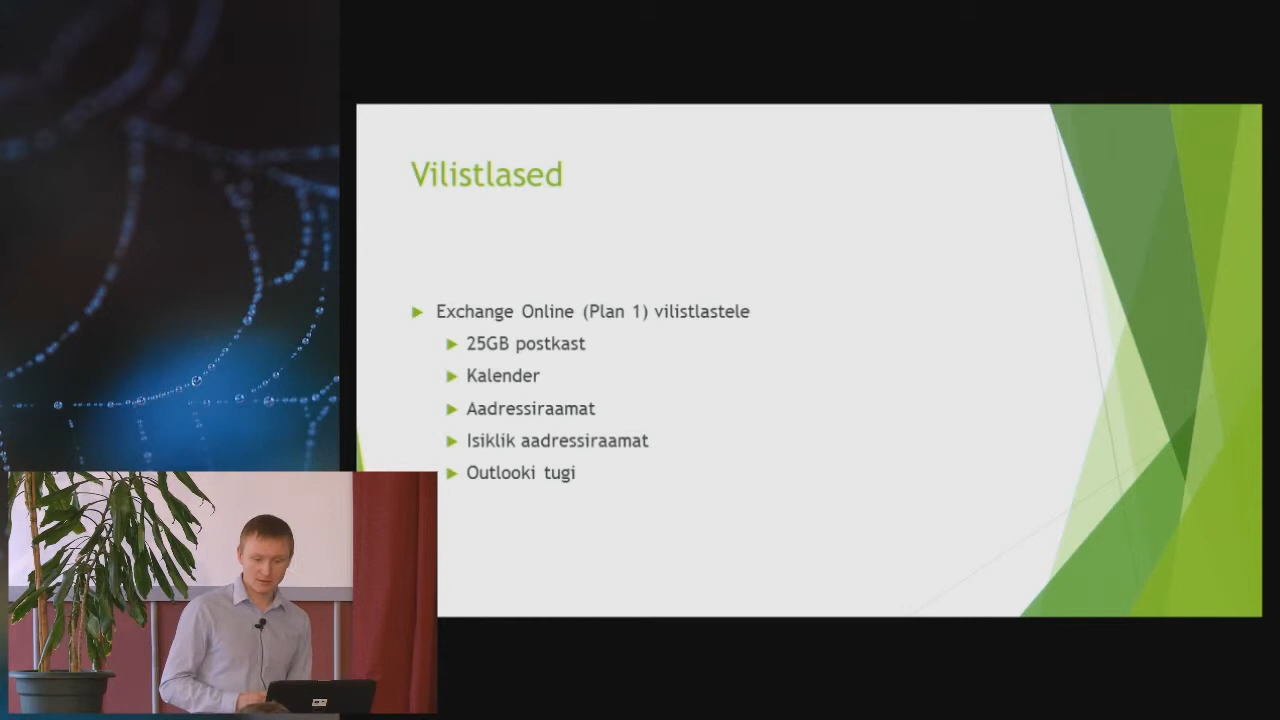 Vilistlased
Exchange Online (Plan 1) vilistlastele
25GB postkast
Kalender
Aadressiraamat
Isiklik aadressiraamat
Outlooki tugi